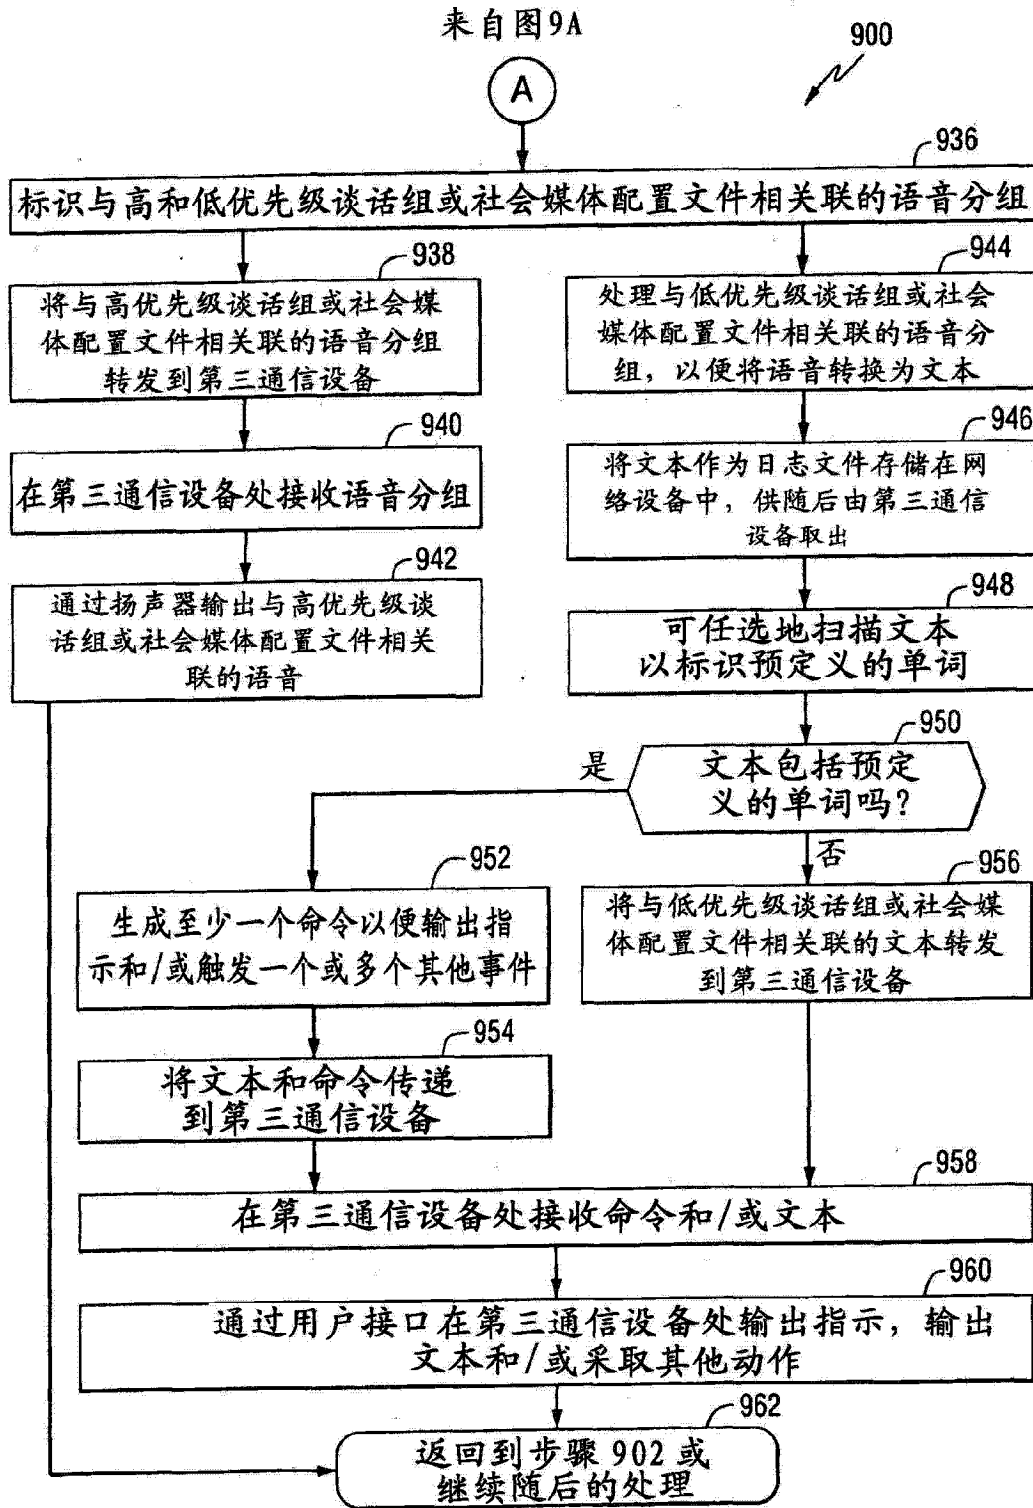 来自图9A
900
A
936
标识与高和低优先级谈话组或社会媒体配置文件相关联的语音分组
938
将与高优先级谈话组或社会媒
体配置文件相关联的语音分组
转发到第三通信设备
944
处理与低优先级谈话组或社会
媒体配置文件相关联的语音分
组，以便将语音转换为文本
940
在第三通信设备处接收语音分组
946
将文本作为日志文件存储在网
络设备中，供随后由第三通信
设备取出
942
通过扬声器输出与高优先级谈
话组或社会媒体配置文件相关
联的语音
948
可任选地扫描文本
以标识预定义的单词
950
文本包括预定
义的单词吗?
是
否
952
生成至少一个命令以便输出指
示和/或触发一个或多个其他事件
956
将与低优先级谈话组或社会媒
体配置文件相关联的文本转发
到第三通信设备
954
将文本和命令传递
到第三通信设备
958
在第三通信设备处接收命令和/或文本
960
通过用户接口在第三通信设备处输出指示，输出
文本和/或采取其他动作
962
返回到步骤902或
继续随后的处理